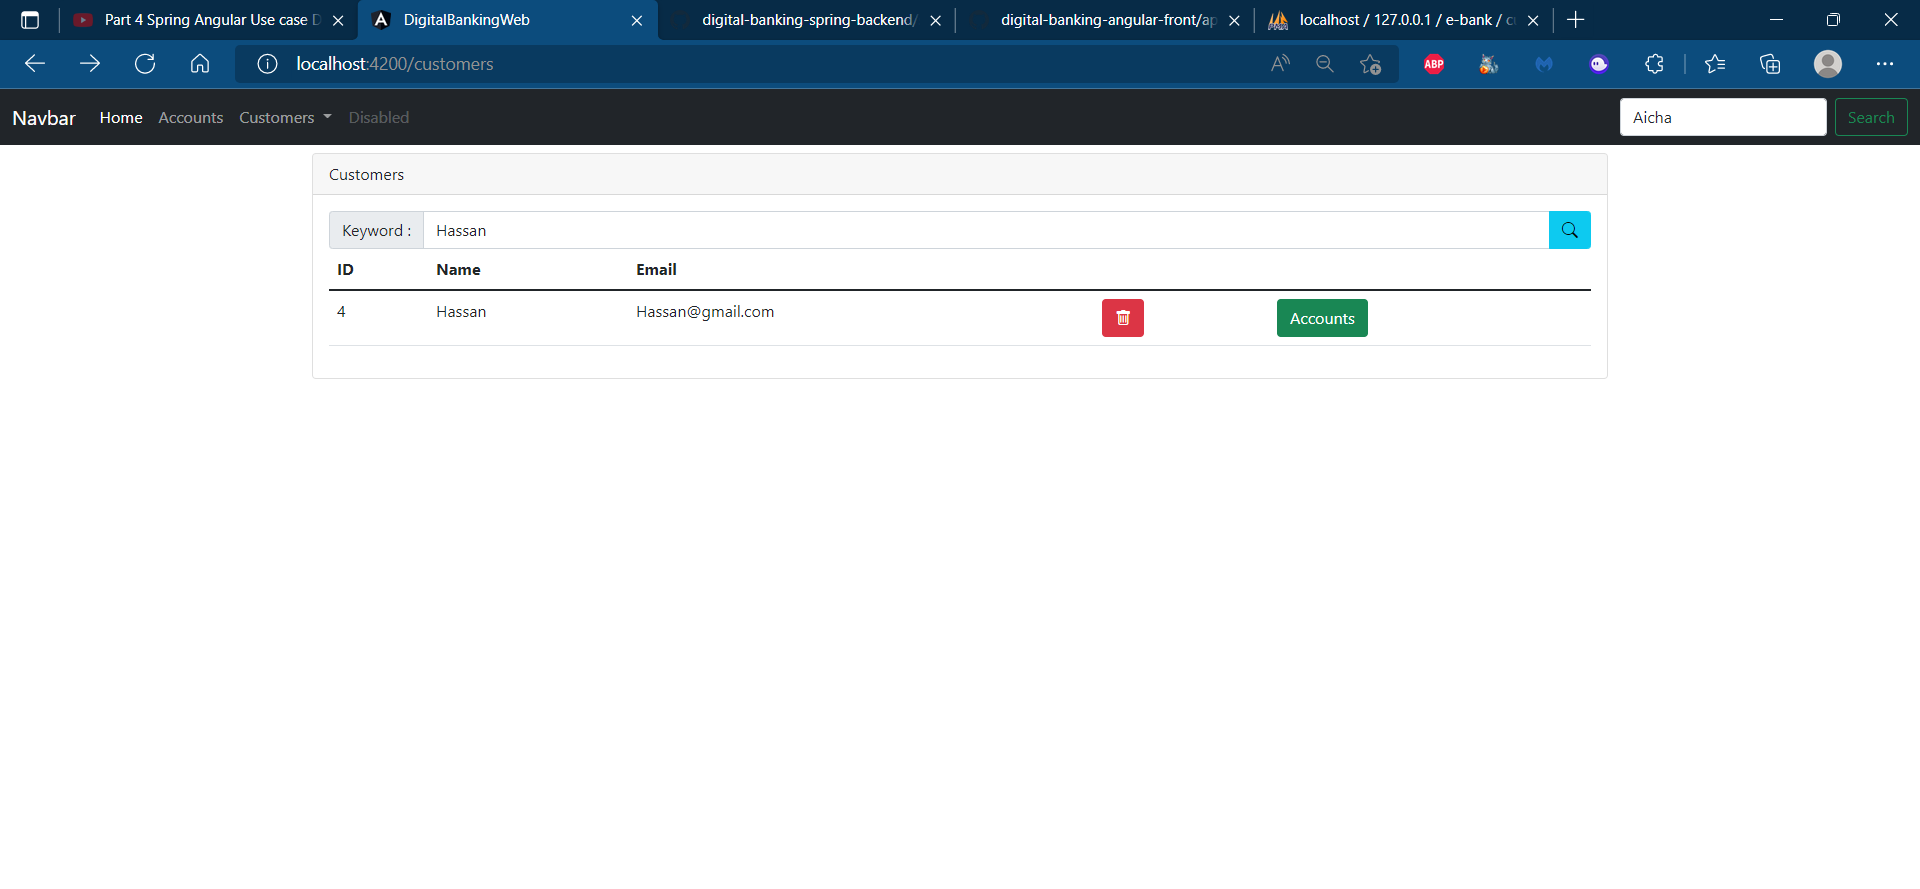 Part 4 Spring Angular Use case D
DigitalBankingWeb
digital-banking-spring-backend/
digital-banking-angular-front/ap
localhost / 127.0.0.1 / e-bank / c
localhost:4200/customers
ABP
Navbar Home Accounts Customers Disabled
Aicha
Search
Customers
Keyword :
Hassan
ID Name Email
4 Hassan Hassan@gmail.com Accounts